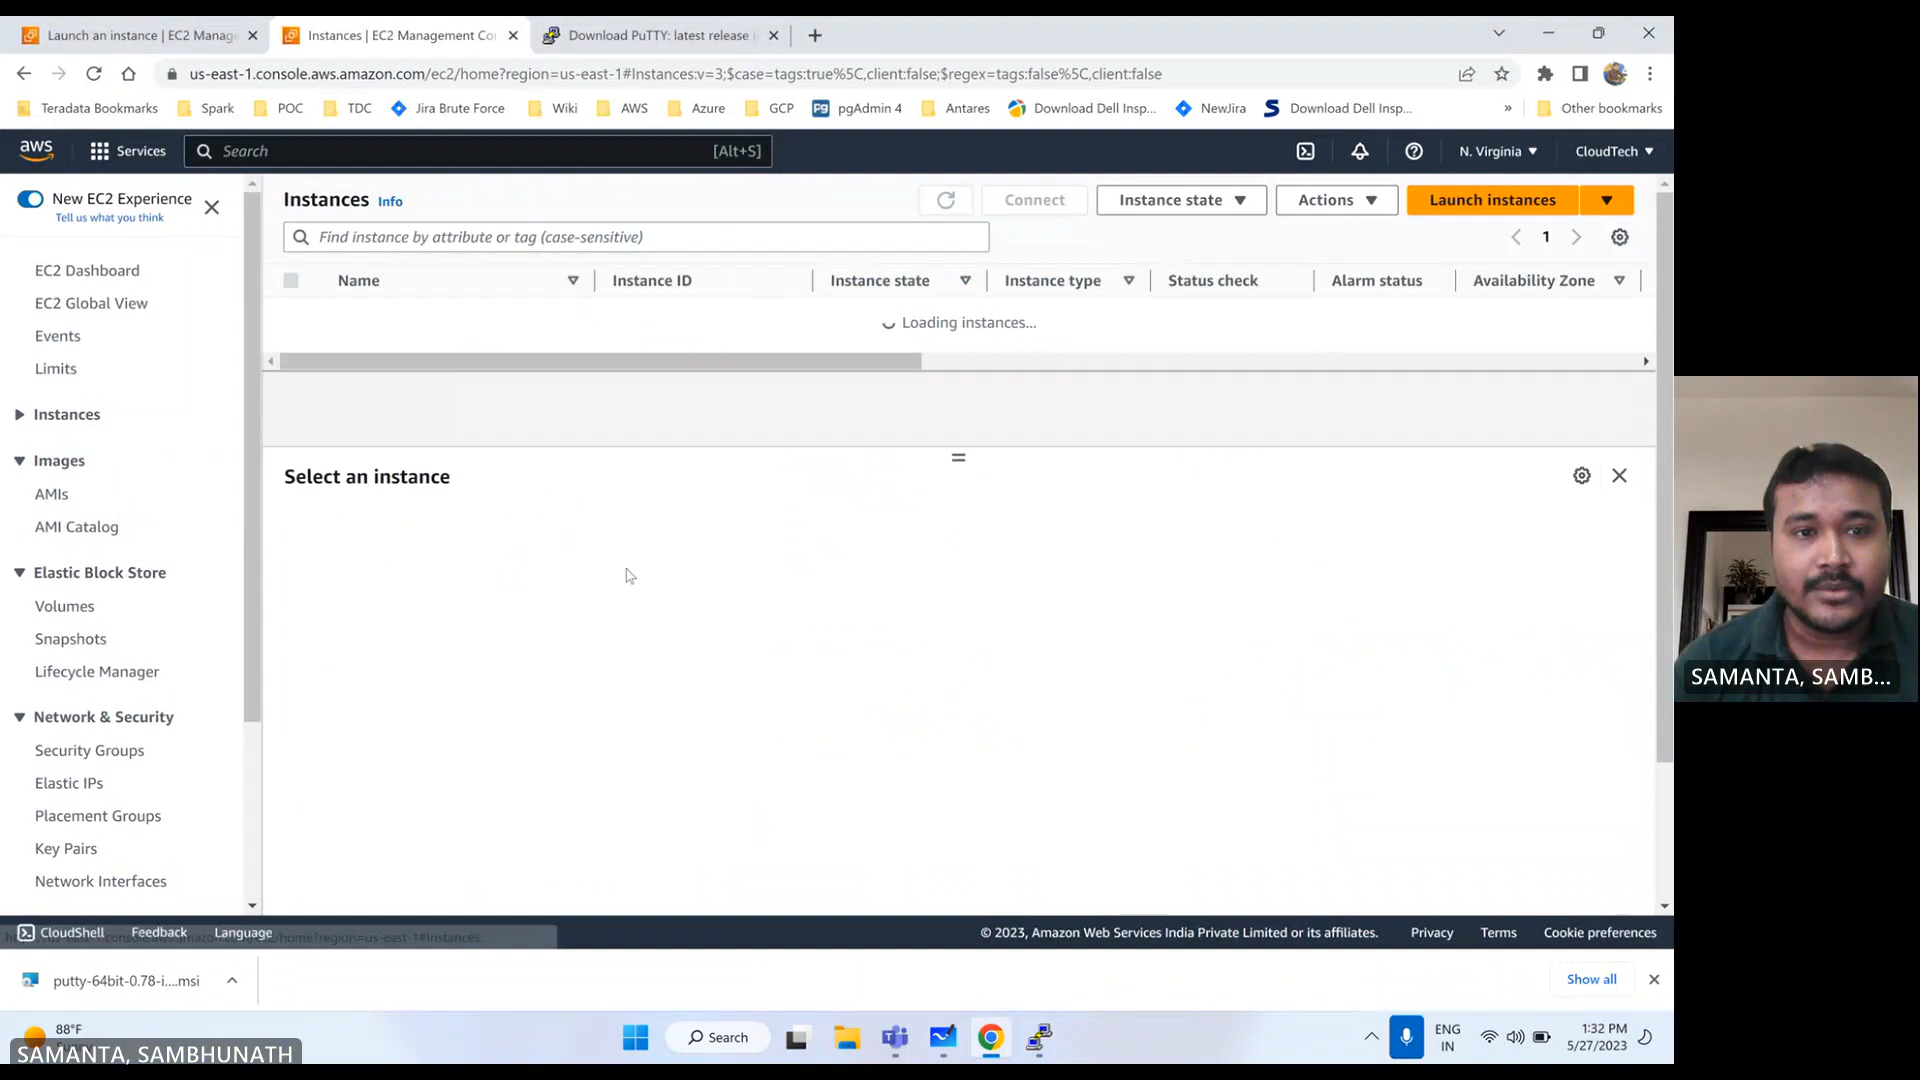 Launch an instance | EC2 Manag
Instances | EC2 Management Co
Download PuTTY: latest release
us-east-1.console.aws.amazon.com/ec2/home?region=us-east-1#Instances:v=3;$case=tags:true%5C,client:false;$regex=tags:false%5C,client:false
Teradata Bookmarks Spark POC TDC Jira Brute Force Wiki AWS Azure GCP pgAdmin 4 Antares Download Dell Insp... NewJira Download Dell Insp... » Other bookmarks
aws Services Search [Alt+S] N. Virginia CloudTech
New EC2 Experience
Tell us what you think
EC2 Dashboard
EC2 Global View
Events
Limits
Instances
Images
AMIs
AMI Catalog
Elastic Block Store
Volumes
Snapshots
Lifecycle Manager
Network & Security
Security Groups
Elastic IPs
Placement Groups
Key Pairs
Network Interfaces
Instances Info Connect Instance state Actions Launch instances
Find instance by attribute or tag (case-sensitive) 1
Name Instance ID Instance state Instance type Status check Alarm status Availability Zone
Loading instances...
Select an instance
SAMANTA, SAMB...
CloudShell Feedback Language © 2023, Amazon Web Services India Private Limited or its affiliates. Privacy Terms Cookie preferences
putty-64bit-0.78-i....msi Show all
88°F
Search
ENG
IN
1:32 PM
5/27/2023
SAMANTA, SAMBHUNATH